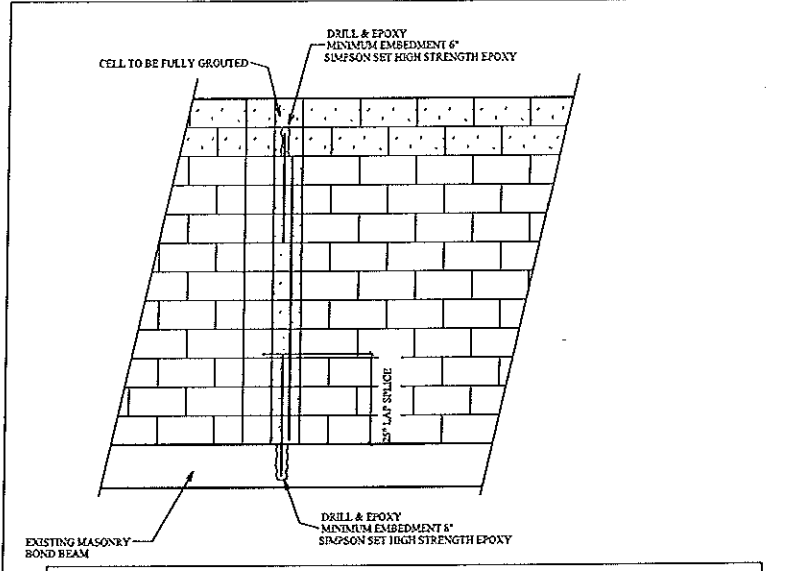 DRILL & EPOXY
MINIMUM EMBEDMENT 6"
SIMPSON SET HIGH STRENGTH EPOXY
CELL TO BE FULLY GROUTED
25" LAP SPLICE
DRILL & EPOXY
MINIMUM EMBEDMENT 8"
SIMPSON SET HIGH STRENGTH EPOXY
EXISTING MASONRY
BOND BEAM